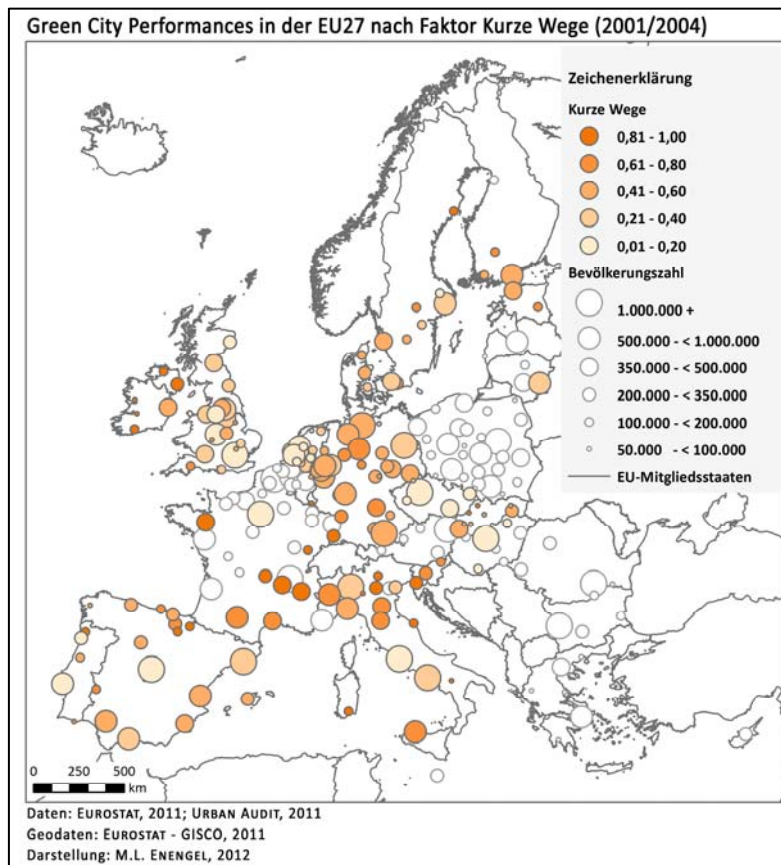 Green City Performances in der EU27 nach Faktor Kurze Wege (2001/2004)
Zeichenerklärung
Kurze Wege
0,81 - 1,00
0,61 - 0,80
0,41 - 0,60
0,21 - 0,40
0,01 - 0,20
Bevölkerungszahl
1.000.000 +
500.000 - < 1.000.000
350.000 - < 500.000
200.000 - < 350.000
100.000 - < 200.000
50.000 - < 100.000
EU-Mitgliedsstaaten
0 250 500
km
Daten: EUROSTAT, 2011; URBAN AUDIT, 2011
Geodaten: EUROSTAT - GISCO, 2011
Darstellung: M.L. ENENGEL, 2012